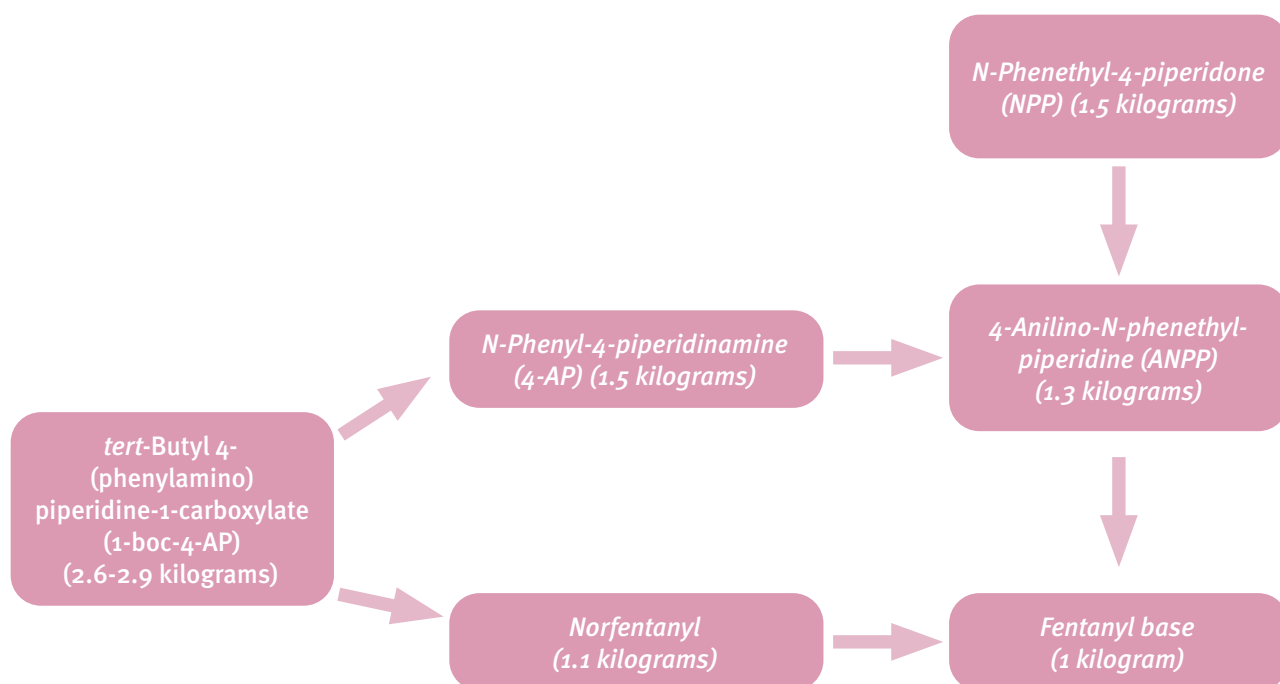 N-Phenethyl-4-piperidone
(NPP) (1.5 kilograms)
N-Phenyl-4-piperidinamine
(4-AP) (1.5 kilograms)
4-Anilino-N-phenethyl-
piperidine (ANPP)
(1.3 kilograms)
tert-Butyl 4-
(phenylamino)
piperidine-1-carboxylate
(1-boc-4-AP)
(2.6-2.9 kilograms)
Norfentanyl
(1.1 kilograms)
Fentanyl base
(1 kilogram)